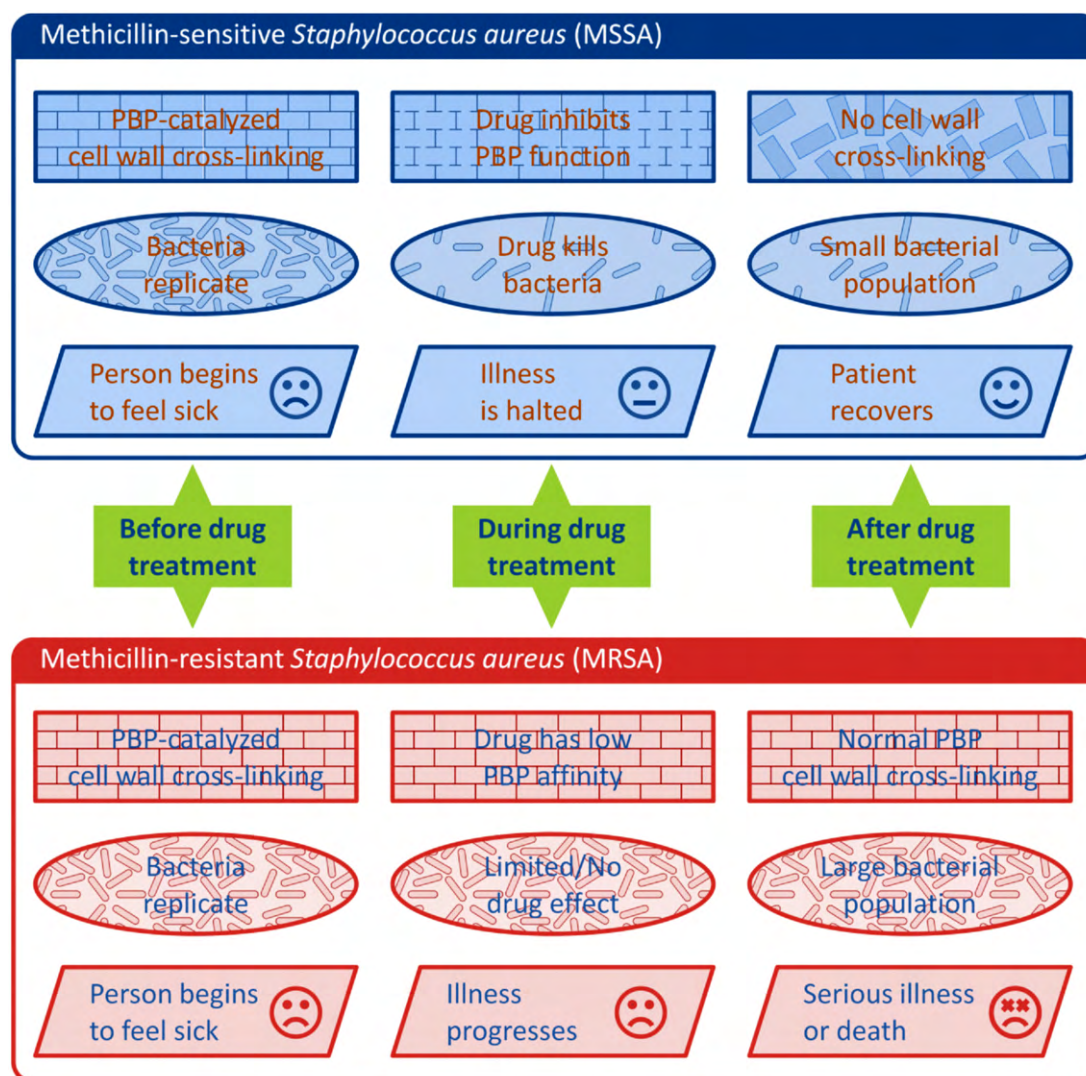 Methicillin-sensitive Staphylococcus aureus (MSSA)
PBP-catalyzed
cell wall cross-linking
Drug inhibits
PBP function
No cell wall
cross-linking
Bacteria
replicate
Drug kills
bacteria
Small bacterial
population
Person begins
to feel sick
Illness
is halted
Patient
recovers
Before drug
treatment
During drug
treatment
After drug
treatment
Methicillin-resistant Staphylococcus aureus (MRSA)
PBP-catalyzed
cell wall cross-linking
Drug has low
PBP affinity
Normal PBP
cell wall cross-linking
Bacteria
replicate
Limited/No
drug effect
Large bacterial
population
Person begins
to feel sick
Illness
progresses
Serious illness
or death